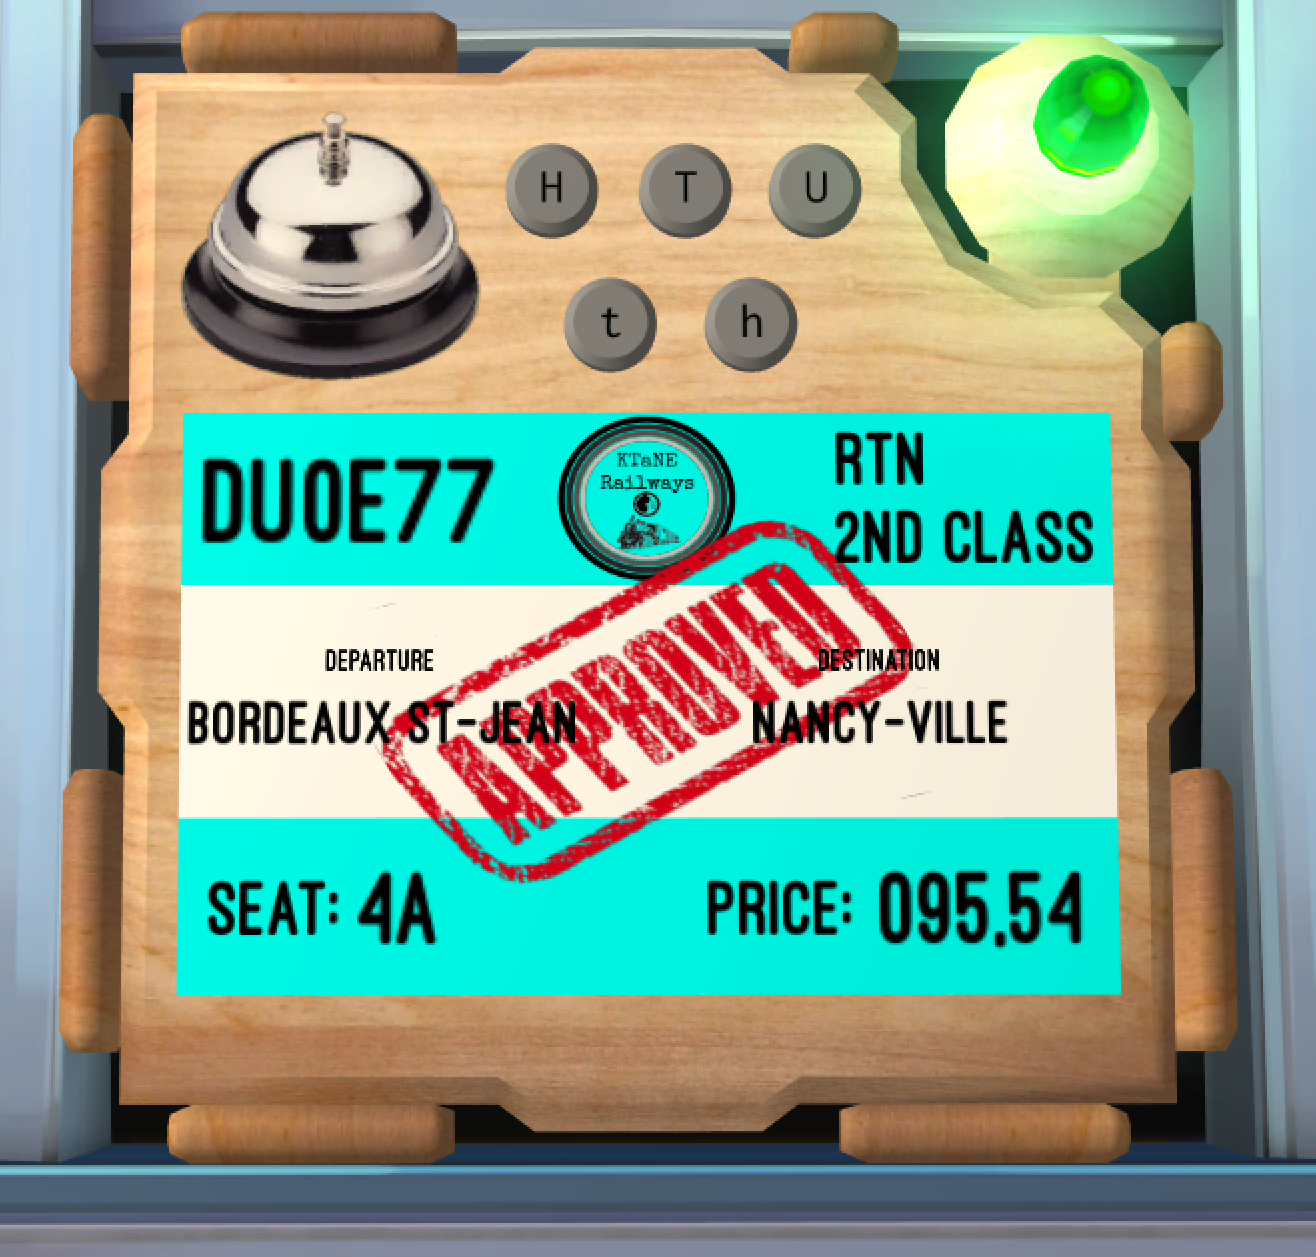 H T U
t h
DU0E77
KTaNE
Railways
RTN
2ND CLASS
APPROVED
DEPARTURE
DESTINATION
BORDEAUX ST-JEAN
NANCY-VILLE
SEAT: 4A
PRICE: 095.54